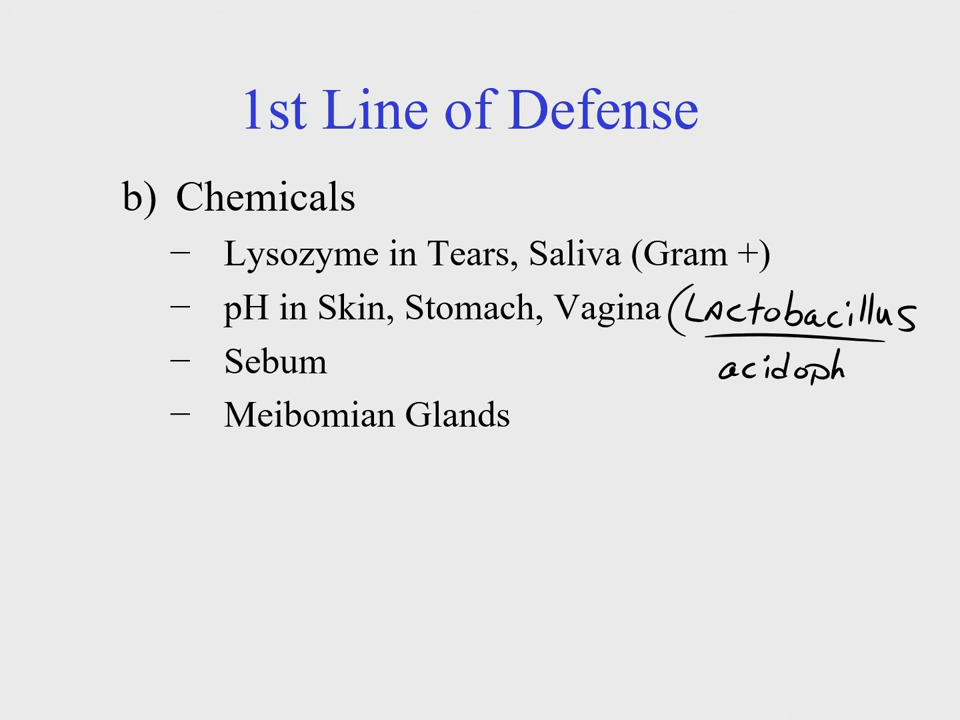 1st Line of Defense
b) Chemicals
– Lysozyme in Tears, Saliva (Gram +)
– pH in Skin, Stomach, Vagina (Lactobacillus
acidoph
– Sebum
– Meibomian Glands